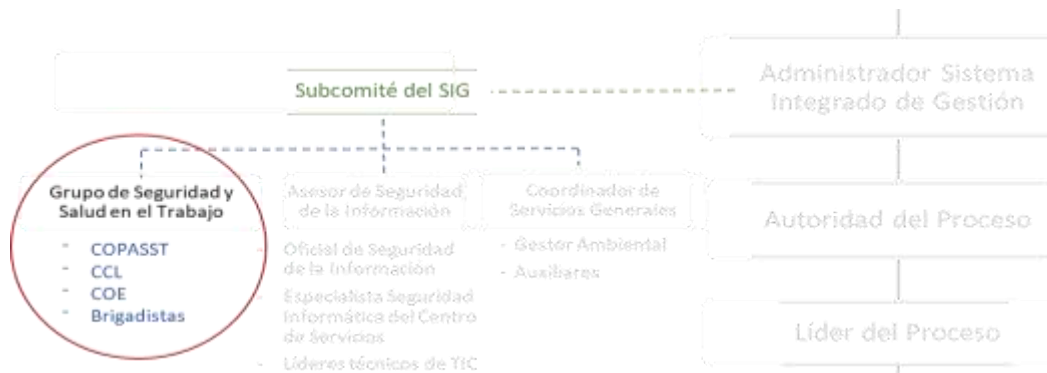 Subcomité del SIG
Administrador Sistema
Integrado de Gestión
Grupo de Seguridad y
Salud en el Trabajo
- COPASST
- CCL
- COE
- Brigadistas
Asesor de Seguridad
de la Información
- Oficial de Seguridad
de la Información
- Especialista Seguridad
Informática del Centro
de Servicios
- Líderes técnicos de TIC
Coordinador de
Servicios Generales
- Gestor Ambiental
- Auxiliares
Autoridad del Proceso
Líder del Proceso